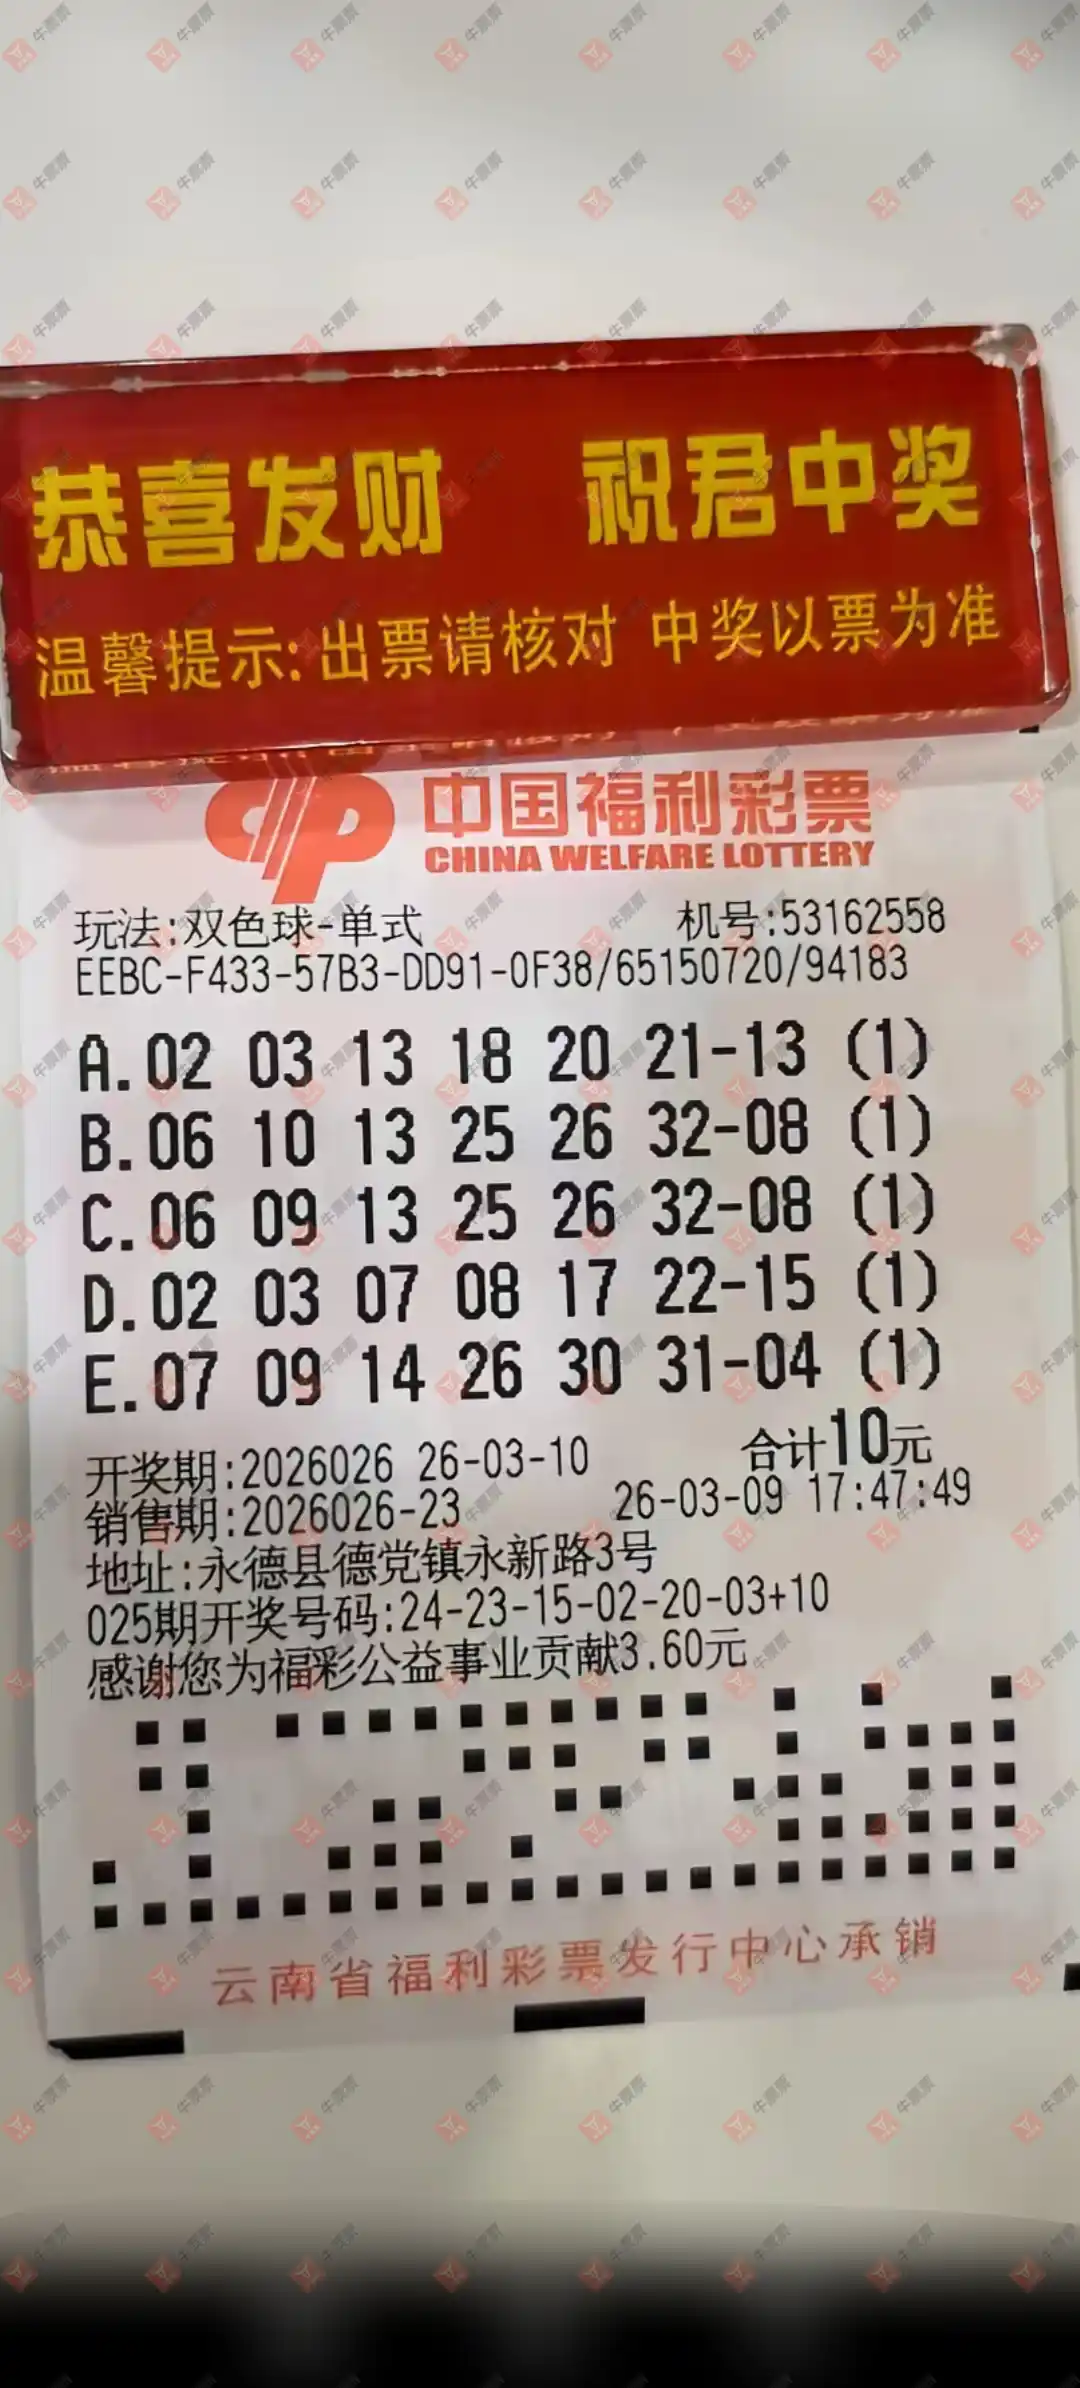 恭喜发财 祝君中奖
温馨提示:出票请核对 中奖以票为准
中国福利彩票
CHINA WELFARE LOTTERY
玩法:双色球-单式 机号:53162558
EEBC-F433-57B3-DD91-0F38/65150720/94183
A.02 03 13 18 20 21-13 (1)
B.06 10 13 25 26 32-08 (1)
C.06 09 13 25 26 32-08 (1)
D.02 03 07 08 17 22-15 (1)
E.07 09 14 26 30 31-04 (1)
开奖期:2026026 26-03-10 合计10元
销售期:2026026-23 26-03-09 17:47:49
地址:永德县德党镇永新路3号
025期开奖号码:24-23-15-02-20-03+10
感谢您为福彩公益事业贡献3.60元
云南省福利彩票发行中心承销
牛票票